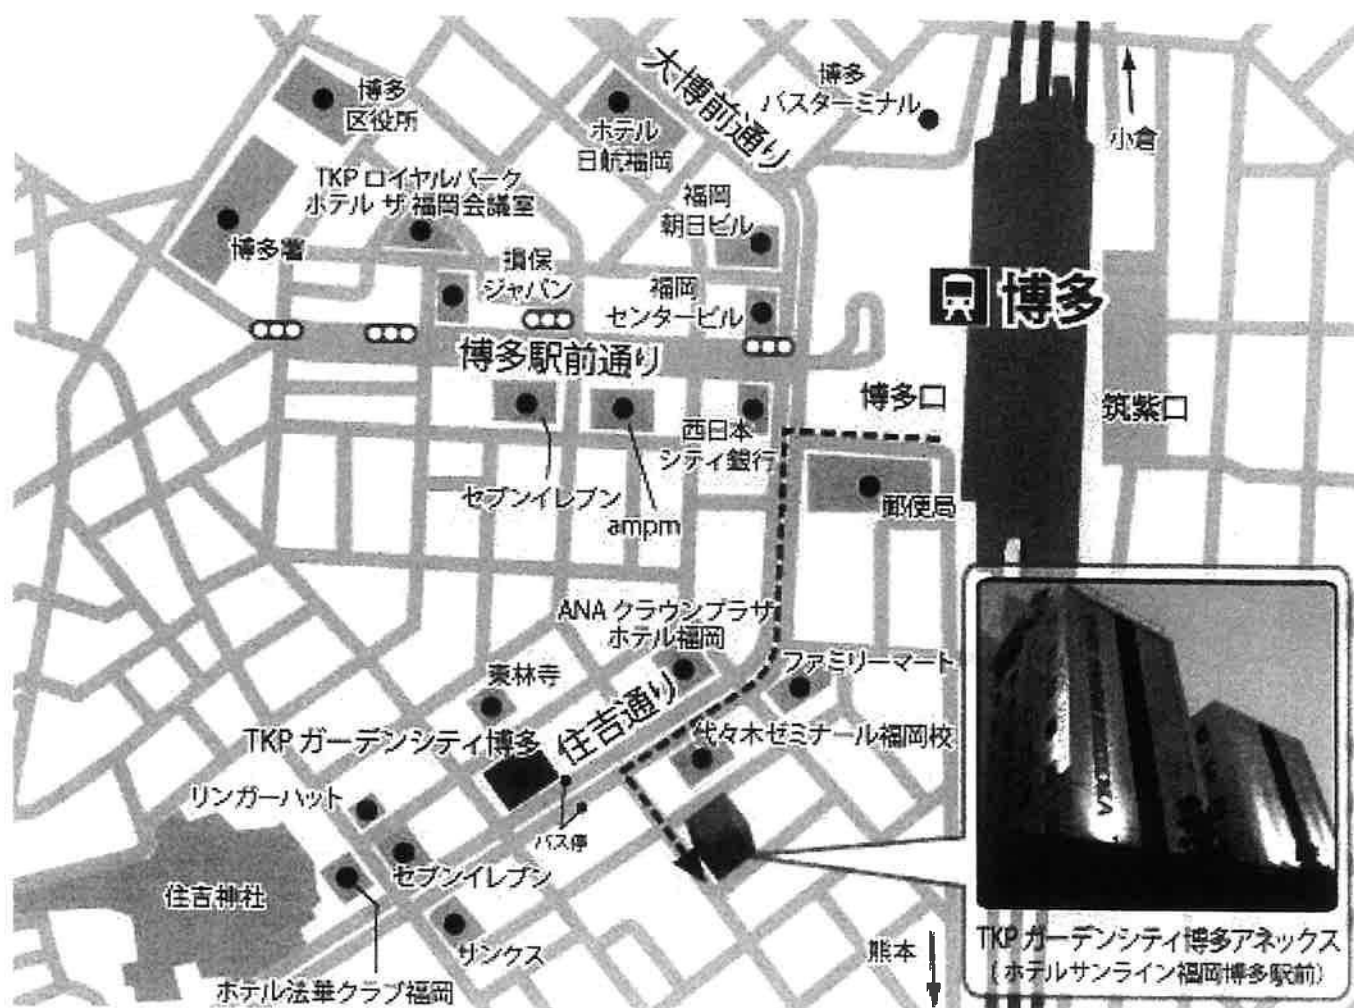 大博前通り
博多
バスターミナル
小倉
博多
区役所
ホテル
日航福岡
TKP ロイヤルパーク
ホテル ザ 福岡会議室
福岡
朝日ビル
博多署
損保
ジャパン
福岡
センタービル
博多
博多駅前通り
博多口
筑紫口
西日本
シティ銀行
セブンイレブン
ampm
郵便局
ANA クラウンプラザ
ホテル福岡
ファミリーマート
東林寺
住吉通り
代々木ゼミナール福岡校
TKP ガーデンシティ博多
リンガーハット
バス停
セブンイレブン
住吉神社
サンクス
ホテル法華クラブ福岡
熊本
TKP ガーデンシティ博多アネックス
(ホテルサンライン福岡博多駅前)